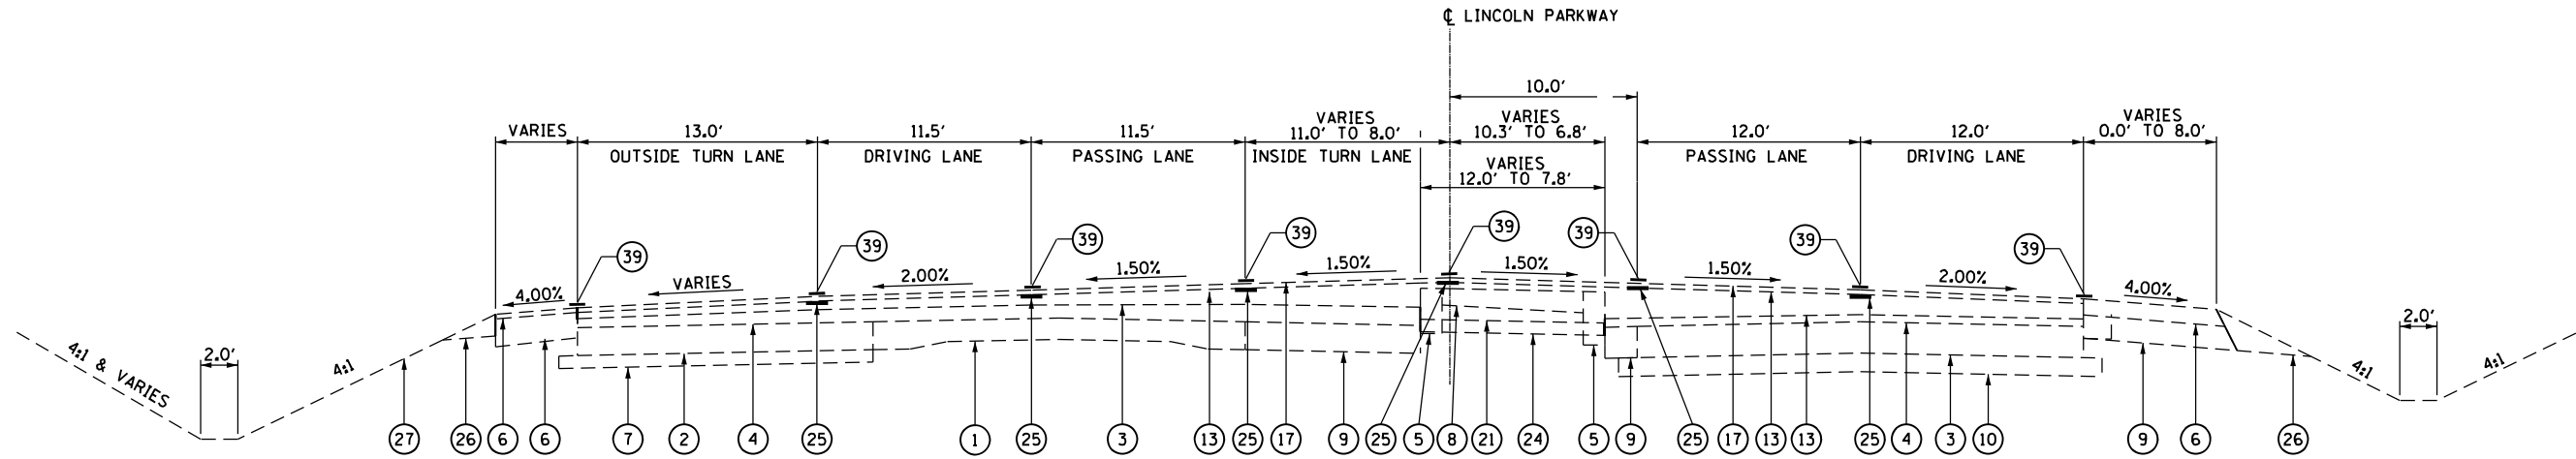 ℄ LINCOLN PARKWAY
10.0'
VARIES
VARIES
VARIES
VARIES 13.0' 11.5' 11.5' 11.0' TO 8.0' 10.3' TO 6.8' 12.0' 12.0' 0.0' TO 8.0'
OUTSIDE TURN LANE DRIVING LANE PASSING LANE INSIDE TURN LANE PASSING LANE DRIVING LANE
VARIES
12.0' TO 7.8'
39 39 39 39 39 39 39 39
4.00% VARIES 2.00% 1.50% 1.50% 1.50% 1.50% 2.00% 4.00%
4:1 & VARIES 2.0' 4:1 4:1 2.0' 4:1
27 26 6 6 7 2 4 25 1 25 3 13 25 17 9 25 5 8 21 24 5 9 25 17 13 13 25 4 3 10 9 6 26